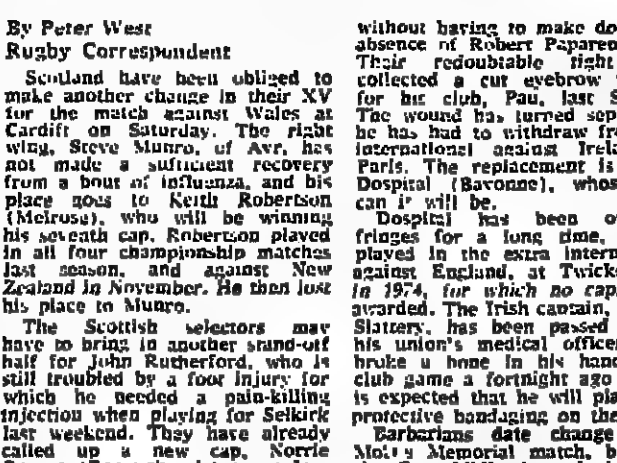 By Peter West
Rugby Correspondent
Scotland have been obliged to
make another change in their XV
for the match against Wales at
Cardiff on Saturday. The right
wing, Steve Munro, of Ayr, has
not made a sufficient recovery
from a bout of influenza, and his
place goes to Keith Robertson
(Melrose), who will be winning
his seventh cap. Robertson played
in all four championship matches
last season, and against New
Zealand in November. He then lost
his place to Munro.
The Scottish selectors may
have to bring in another stand-off
half for John Rutherford, who is
still troubled by a foot injury for
which he needed a pain-killing
injection when playing for Selkirk
last weekend. They have already
called up a new cap, Norrie
without having to make do
absence of Robert Paparem
Their redoubtable tight
collected a cut eyebrow
for his club, Pau, last S
The wound has turned sep
he has had to withdraw fr
international against Irel
Paris. The replacement is
Dospital (Bayonne), whos
can it will be.
Dospital has been o
fringes for a long time,
played in the extra intern
against England, at Twick
in 1974, for which no cap
awarded. The Irish captain,
Slattery, has been passed
his union's medical officer
broke a bone in his hand
club game a fortnight ago
is expected that he will pla
protective bandaging on the
Barbarians date change
Memorial match, b